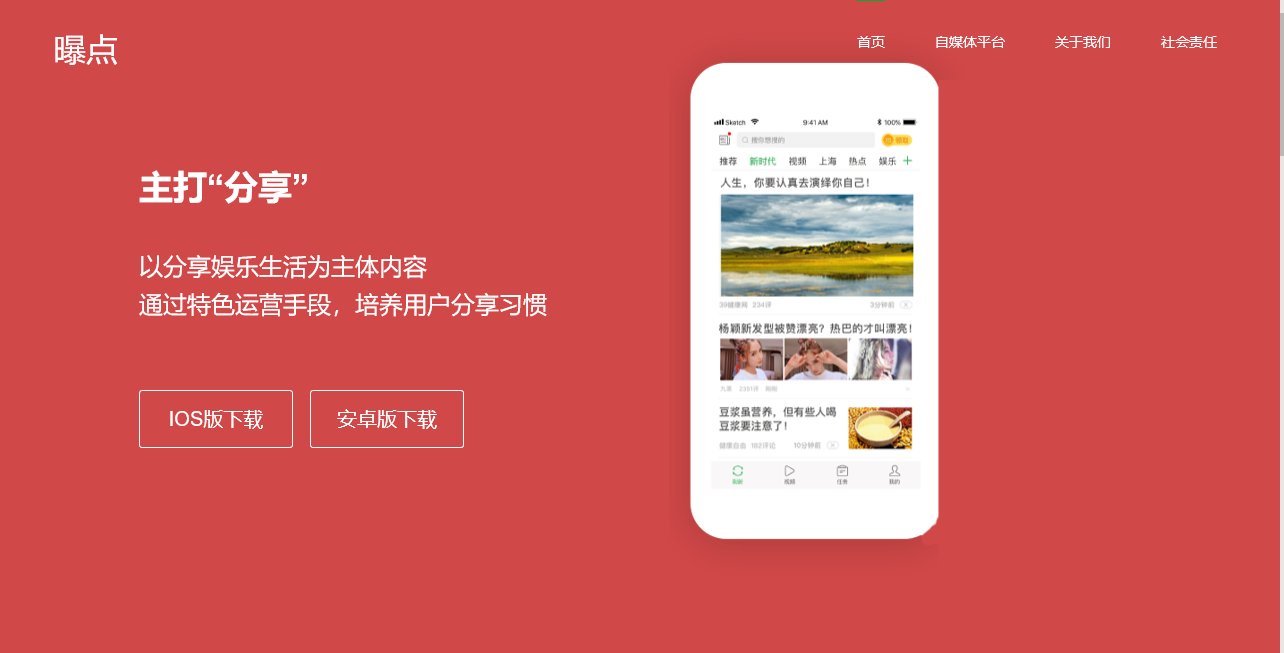 曝点
首页
自媒体平台
关于我们
社会责任
主打“分享”
以分享娱乐生活为主体内容
通过特色运营手段，培养用户分享习惯
IOS版下载
安卓版下载
Sketch
9:41 AM
100%
搜你想搜的
推荐 新时代 视频 上海 热点 娱乐
人生，你要认真去演绎你自己！
39健康网 234评
3分钟前
杨颖新发型被赞漂亮？热巴的才叫漂亮！
2351评
豆浆虽营养，但有些人喝
豆浆要注意了！
健康自由 182评论 10分钟前
刷新 视频 任务 我的